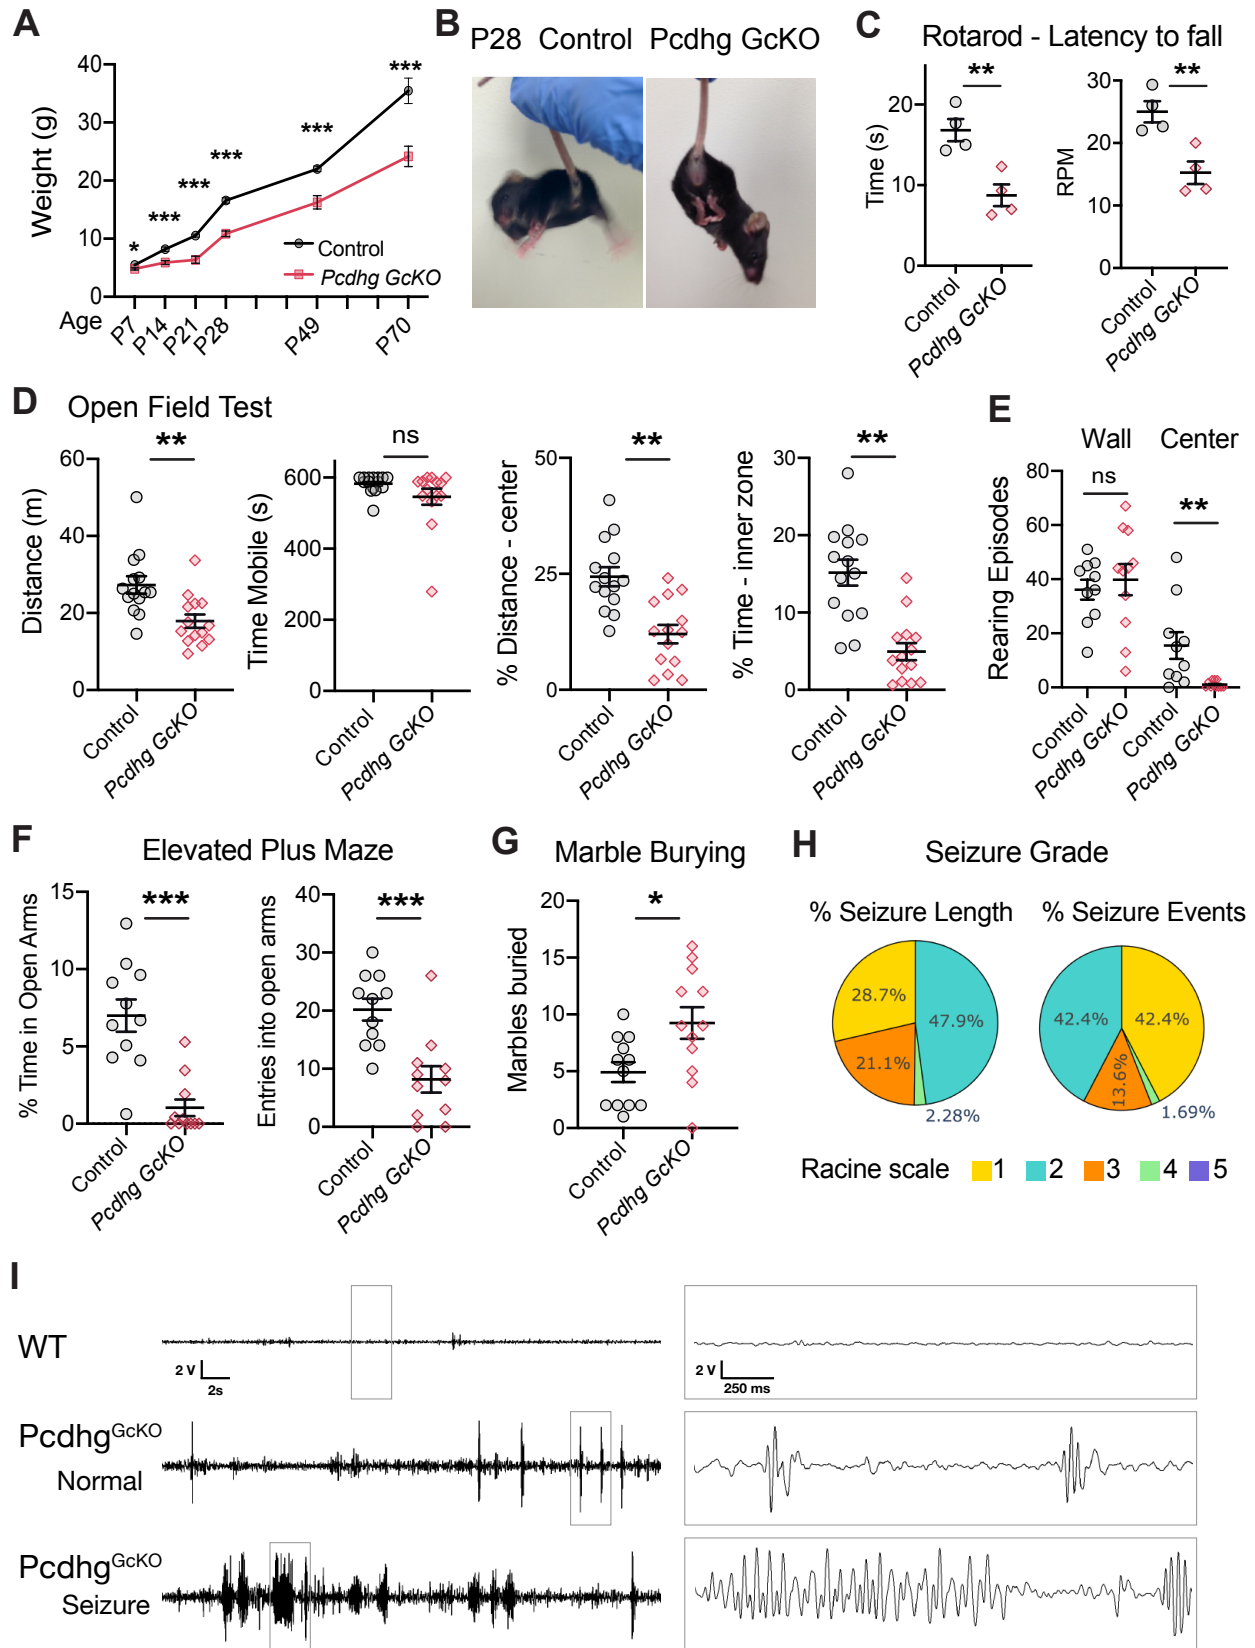 A
Weight (g)
40
30
20
10
0
*
***
***
***
***
***
Control
Pcdhg GcKO
Age
P7
P14
P21
P28
P49
P70
B
P28 Control Pcdhg GcKO
C
Rotarod - Latency to fall
Time (s)
20
10
0
**
Control
Pcdhg GcKO
RPM
30
20
10
0
**
Control
Pcdhg GcKO
D
Open Field Test
Distance (m)
60
40
20
0
**
Control
Pcdhg GcKO
Time Mobile (s)
600
400
200
0
ns
Control
Pcdhg GcKO
% Distance - center
50
25
0
**
Control
Pcdhg GcKO
% Time - inner zone
30
20
10
0
**
Control
Pcdhg GcKO
E
Wall Center
Rearing Episodes
80
60
40
20
0
ns
**
Control
Pcdhg GcKO
Control
Pcdhg GcKO
F
Elevated Plus Maze
% Time in Open Arms
15
10
5
0
***
Control
Pcdhg GcKO
Entries into open arms
40
30
20
10
0
***
Control
Pcdhg GcKO
G
Marble Burying
Marbles buried
20
15
10
5
0
*
Control
Pcdhg GcKO
H
Seizure Grade
% Seizure Length
28.7%
47.9%
21.1%
2.28%
% Seizure Events
42.4%
42.4%
13.6%
1.69%
Racine scale 1 2 3 4 5
I
WT
2 V
2s
2 V
250 ms
Pcdhg GcKO
Normal
Pcdhg GcKO
Seizure